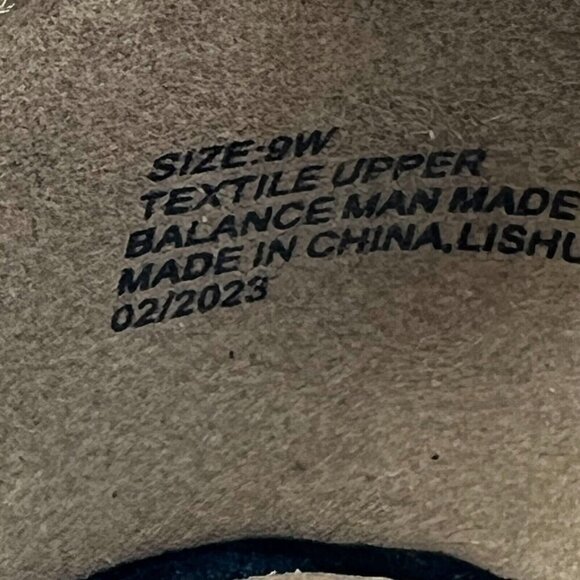 SIZE:9W
TEXTILE UPPER
BALANCE MAN MADE
MADE IN CHINA,LISHU
02/2023